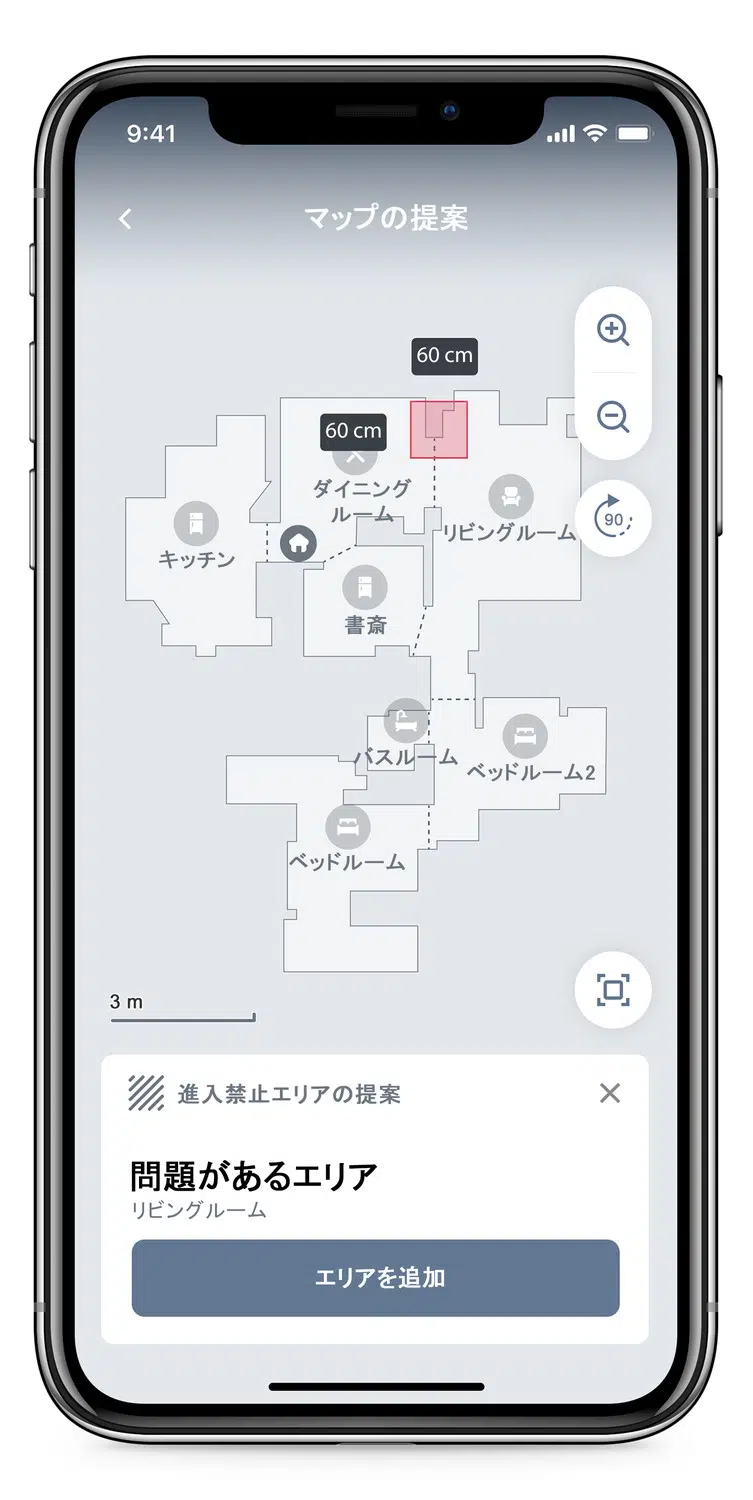 9:41
マップの提案
60 cm
60 cm
ダイニング
ルーム
リビングルーム
90
キッチン
書斎
バスルーム
ベッドルーム2
ベッドルーム
3 m
進入禁止エリアの提案
問題があるエリア
リビングルーム
エリアを追加